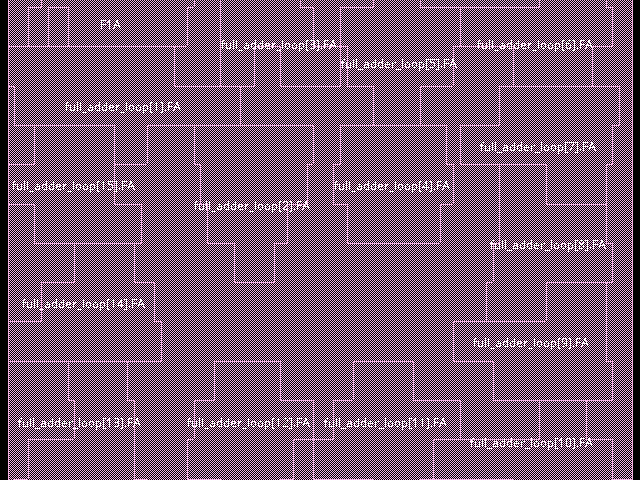 F1.A
full_adder_loop[3].FA
full_adder_loop[6].FA
full_adder_loop[5].FA
full_adder_loop[1].FA
full_adder_loop[7].FA
full_adder_loop[15].FA
full_adder_loop[4].FA
full_adder_loop[2].FA
full_adder_loop[8].FA
full_adder_loop[14].FA
full_adder_loop[9].FA
full_adder_loop[13].FA
full_adder_loop[12].FA
full_adder_loop[11].FA
full_adder_loop[10].FA